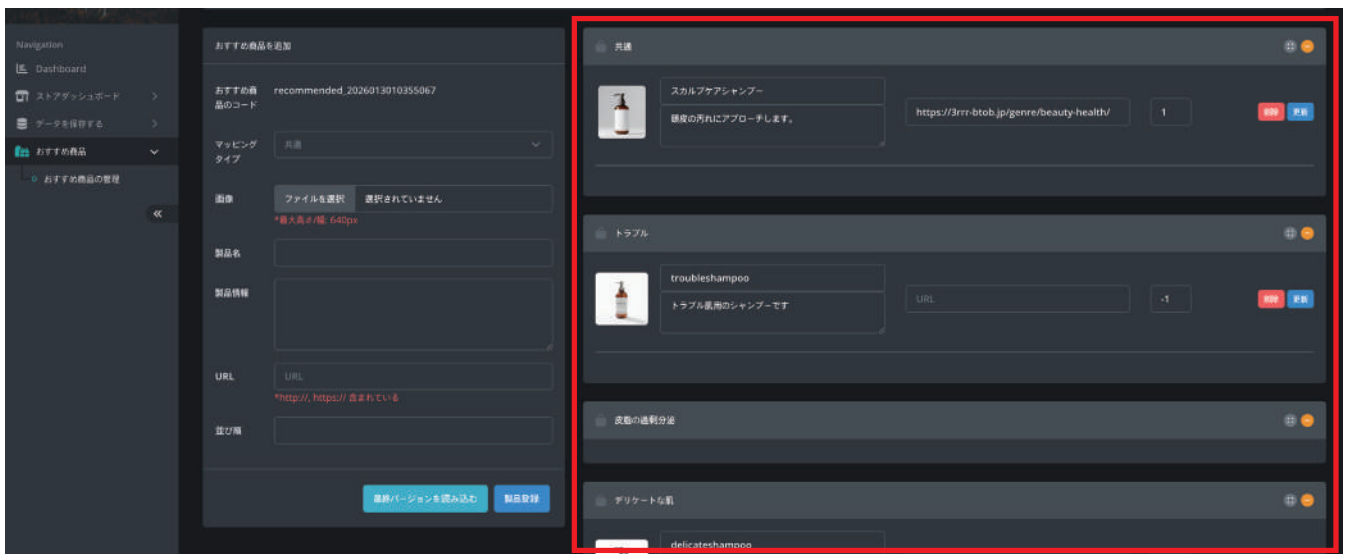 Navigation
Dashboard
ストアダッシュボード
データを保存する
おすすめ商品
おすすめ商品の管理
おすすめ商品を追加
おすすめ商
品のコード
recommended_2026013010355067
マッピング
タイプ
共通
画像
ファイルを選択 選択されていません
*最大高さ/幅: 640px
製品名
製品情報
URL
URL
*http://, https:// 含まれている
並び順
最終バージョンを読み込む
製品登録
共通
スカルプケアシャンプー
頭皮の汚れにアプローチします。
https://3rrr-btob.jp/genre/beauty-health/
1
削除
更新
トラブル
troubleshampoo
トラブル肌用のシャンプーです
URL
-1
削除
更新
皮脂の過剰分泌
デリケートな肌
delicateshampoo